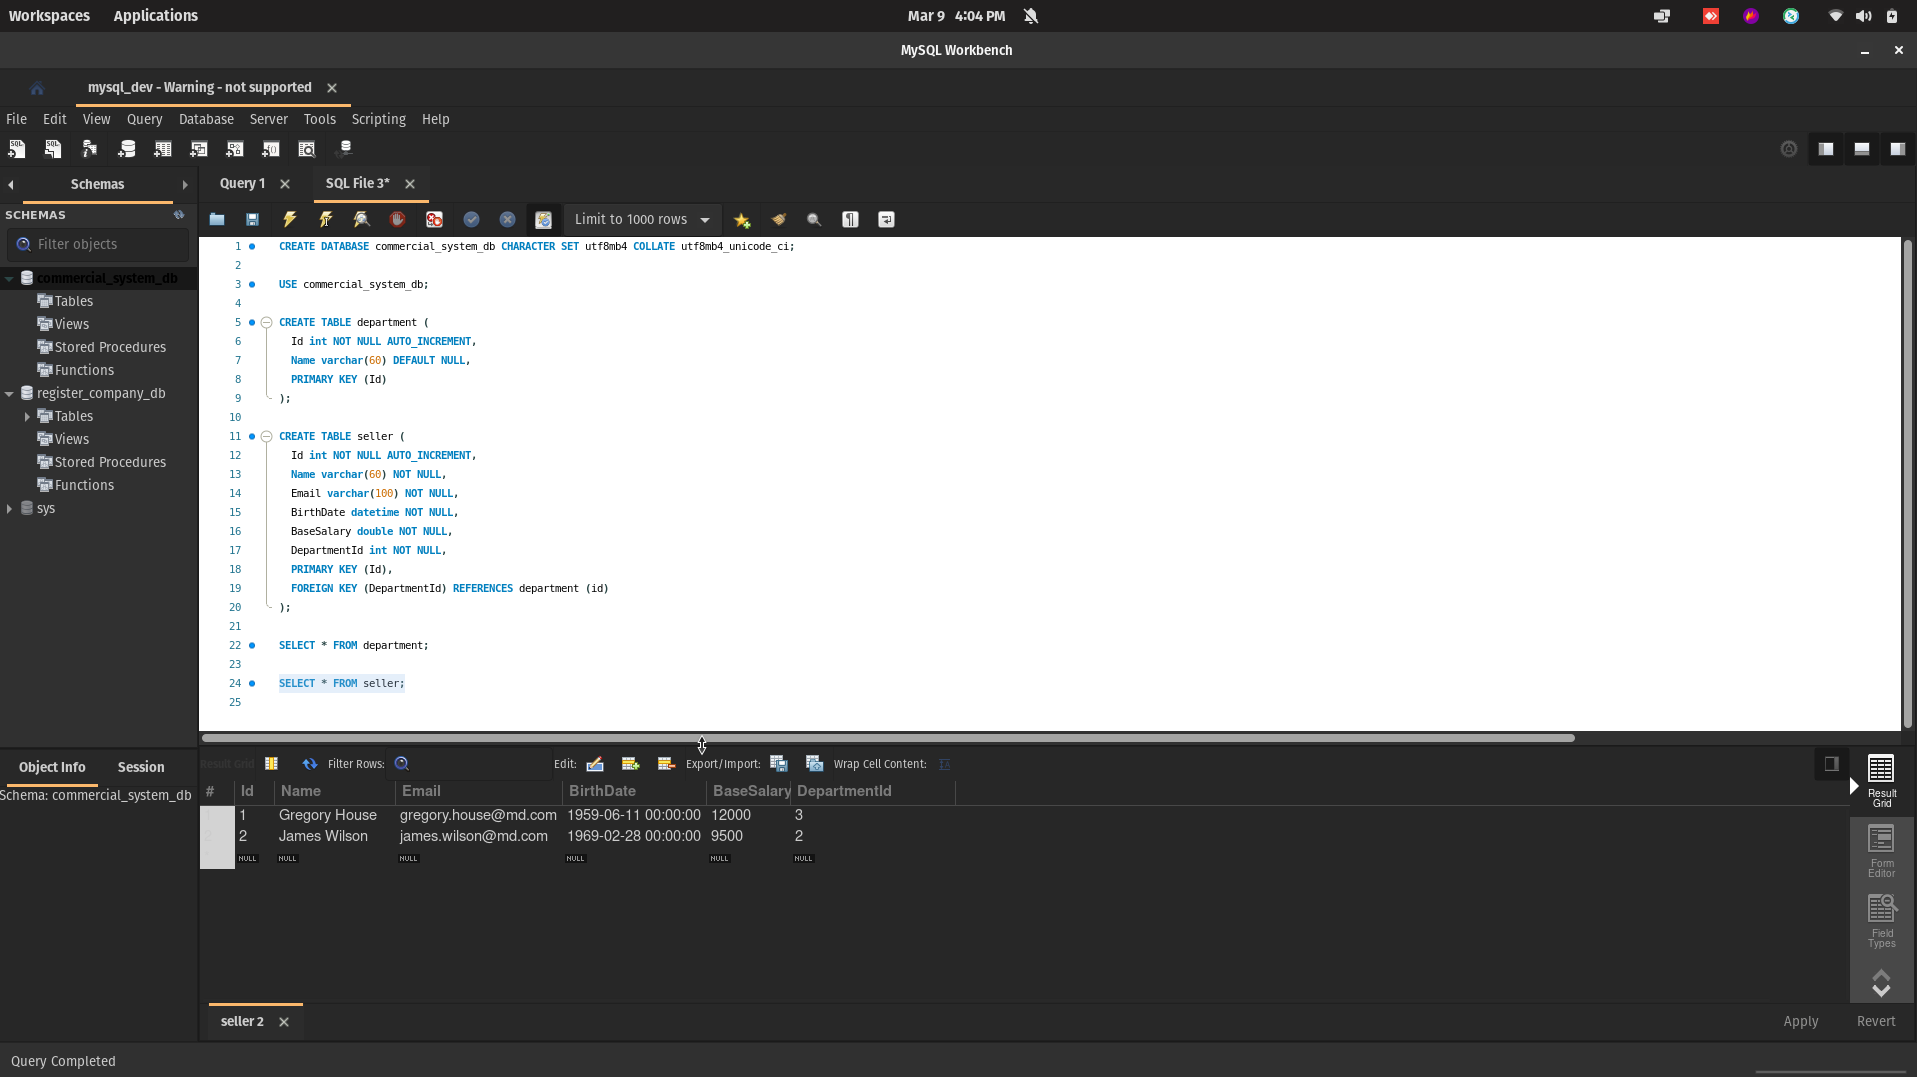 Workspaces Applications Mar 9 4:04 PM
MySQL Workbench
mysql_dev - Warning - not supported
File Edit View Query Database Server Tools Scripting Help
Schemas
SCHEMAS
Filter objects
commercial_system_db
Tables
Views
Stored Procedures
Functions
register_company_db
Tables
Views
Stored Procedures
Functions
sys
Object Info Session
Schema: commercial_system_db
Query 1 SQL File 3*
Limit to 1000 rows
1 CREATE DATABASE commercial_system_db CHARACTER SET utf8mb4 COLLATE utf8mb4_unicode_ci;
2
3 USE commercial_system_db;
4
5 CREATE TABLE department (
6 Id int NOT NULL AUTO_INCREMENT,
7 Name varchar(60) DEFAULT NULL,
8 PRIMARY KEY (Id)
9 );
10
11 CREATE TABLE seller (
12 Id int NOT NULL AUTO_INCREMENT,
13 Name varchar(60) NOT NULL,
14 Email varchar(100) NOT NULL,
15 BirthDate datetime NOT NULL,
16 BaseSalary double NOT NULL,
17 DepartmentId int NOT NULL,
18 PRIMARY KEY (Id),
19 FOREIGN KEY (DepartmentId) REFERENCES department (id)
20 );
21
22 SELECT * FROM department;
23
24 SELECT * FROM seller;
25
Result Grid Filter Rows: Edit: Export/Import: Wrap Cell Content:
# Id Name Email BirthDate BaseSalary DepartmentId
1 Gregory House gregory.house@md.com 1959-06-11 00:00:00 12000 3
2 James Wilson james.wilson@md.com 1969-02-28 00:00:00 9500 2
NULL NULL NULL NULL NULL NULL
Result
Grid
Form
Editor
Field
Types
seller 2 Apply Revert
Query Completed